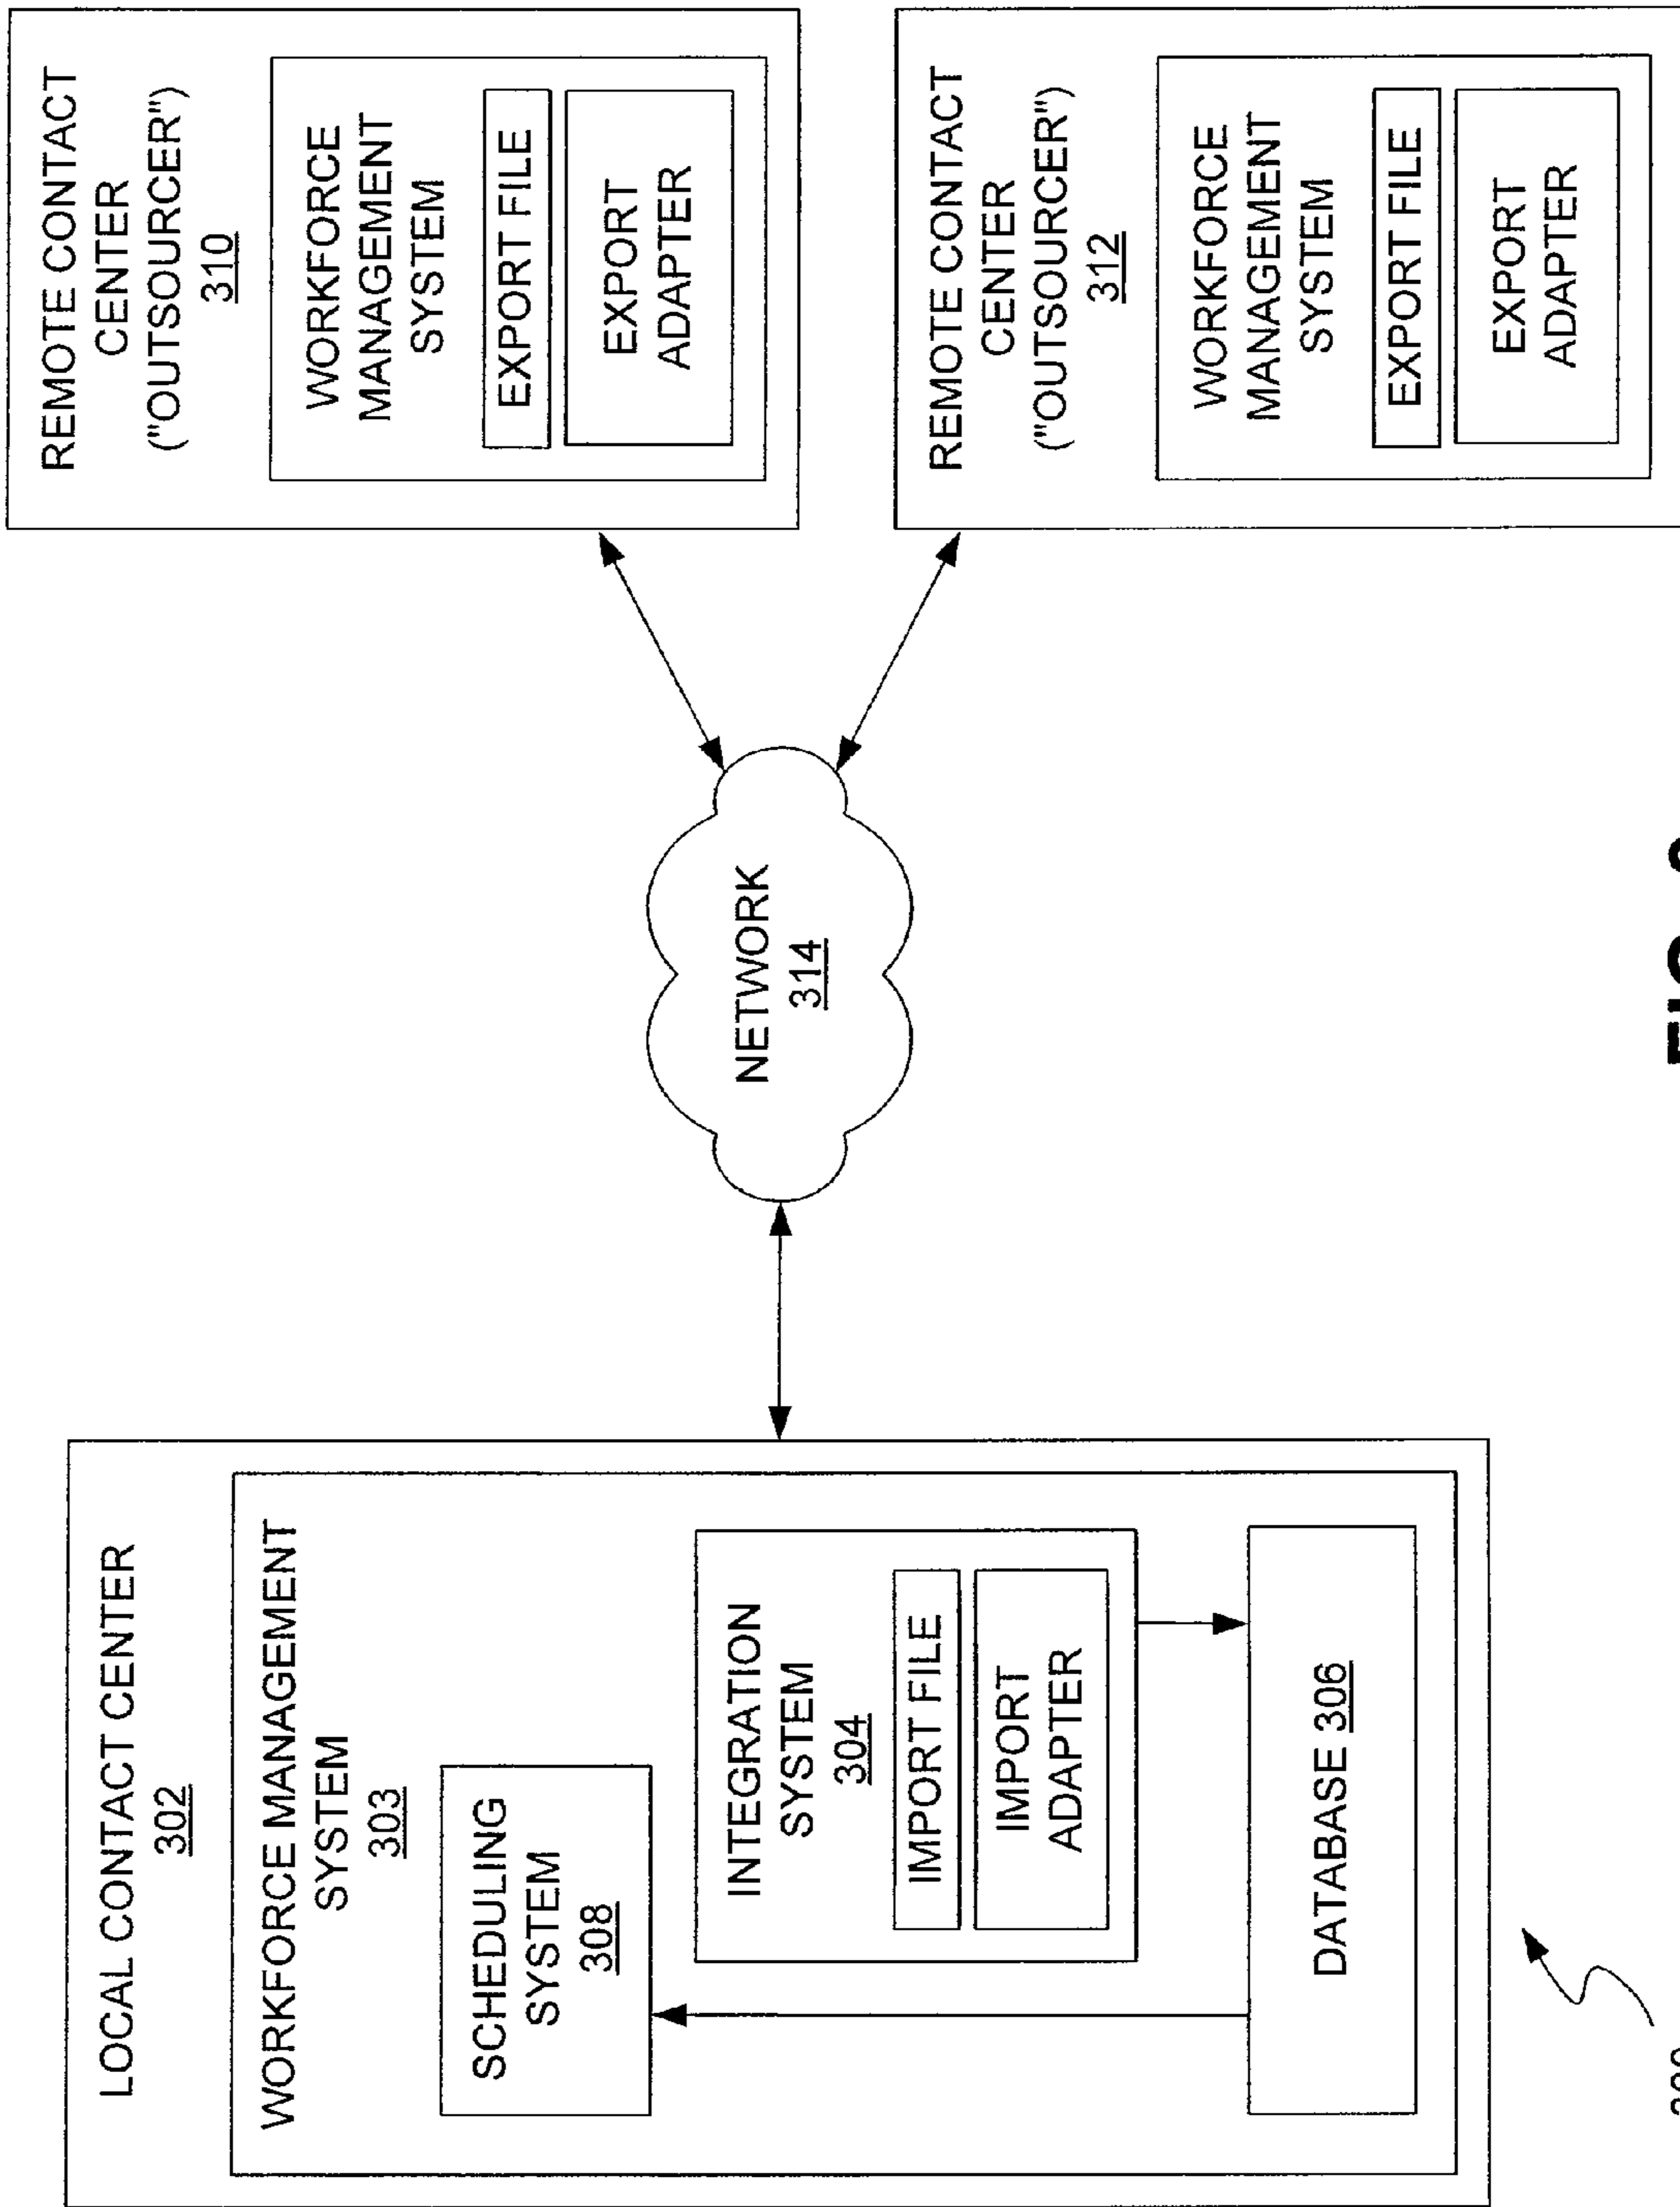 LOCAL CONTACT CENTER
302
WORKFORCE MANAGEMENT
SYSTEM
303
SCHEDULING
SYSTEM
308
INTEGRATION
SYSTEM
304
IMPORT FILE
IMPORT
ADAPTER
DATABASE 306
NETWORK
314
REMOTE CONTACT
CENTER
("OUTSOURCER")
310
WORKFORCE
MANAGEMENT
SYSTEM
EXPORT FILE
EXPORT
ADAPTER
REMOTE CONTACT
CENTER
("OUTSOURCER")
312
WORKFORCE
MANAGEMENT
SYSTEM
EXPORT FILE
EXPORT
ADAPTER
FIG.